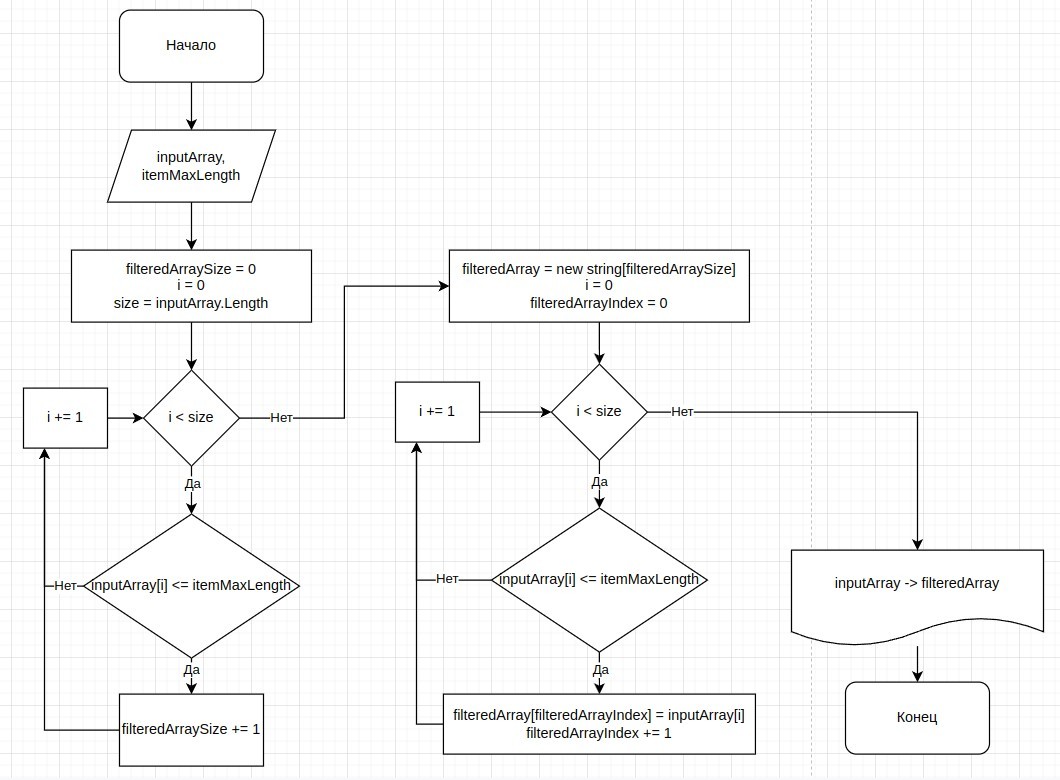 Начало
inputArray,
itemMaxLength
filteredArraySize = 0
i = 0
size = inputArray.Length
i += 1
i < size
Нет
Да
Нет
inputArray[i] <= itemMaxLength
Да
filteredArraySize += 1
filteredArray = new string[filteredArraySize]
i = 0
filteredArrayIndex = 0
i += 1
i < size
Нет
Да
Нет
inputArray[i] <= itemMaxLength
Да
filteredArray[filteredArrayIndex] = inputArray[i]
filteredArrayIndex += 1
inputArray -> filteredArray
Конец